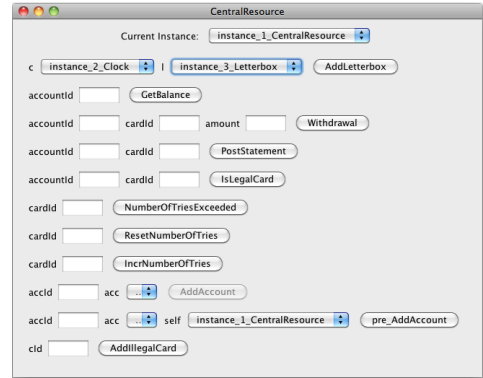 CentralResource
Current Instance: instance_1_CentralResource
c instance_2_Clock l instance_3_Letterbox AddLetterbox
accountId GetBalance
accountId cardId amount Withdrawal
accountId cardId PostStatement
accountId cardId IsLegalCard
cardId NumberOfTriesExceeded
cardId ResetNumberOfTries
cardId IncrNumberOfTries
accId acc ... AddAccount
accId acc ... self instance_1_CentralResource pre_AddAccount
cId AddIllegalCard